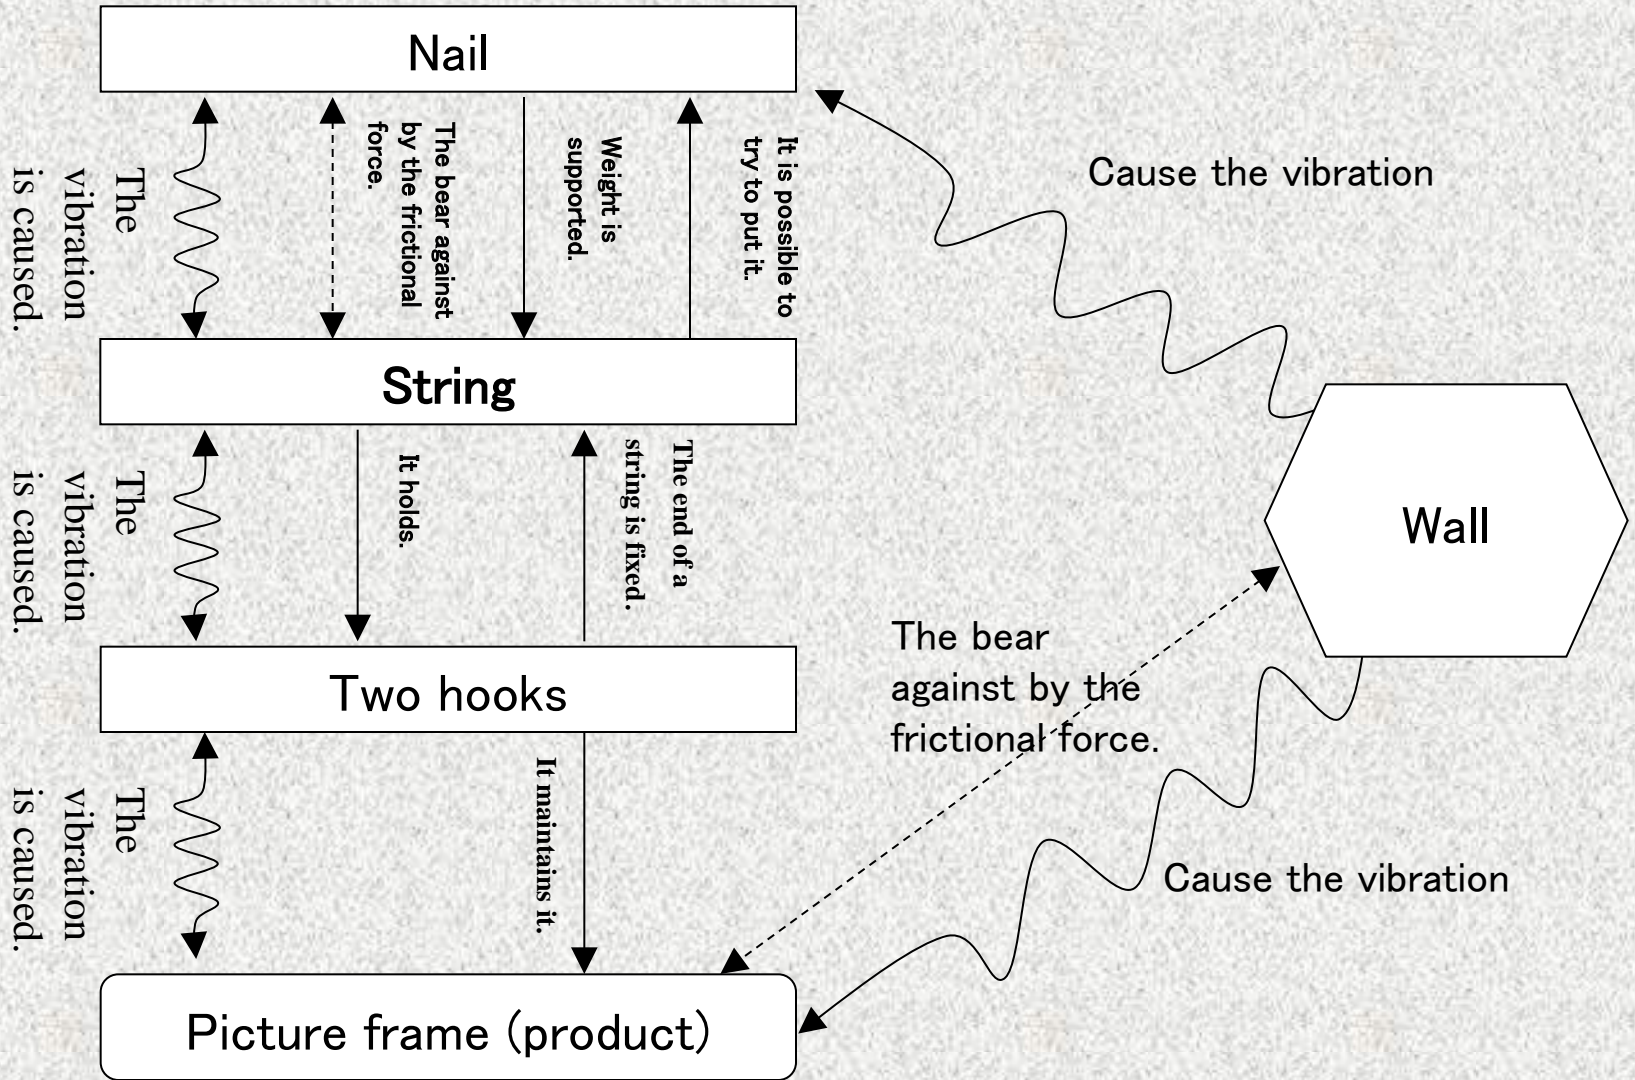 Nail
The
vibration
is caused.
The bear against
by the frictional
force.
Weight is
supported.
It is possible to
try to put it.
Cause the vibration
String
The
vibration
is caused.
It holds.
The end of a
string is fixed.
Wall
The bear
against by the
frictional force.
Two hooks
The
vibration
is caused.
It maintains it.
Cause the vibration
Picture frame (product)